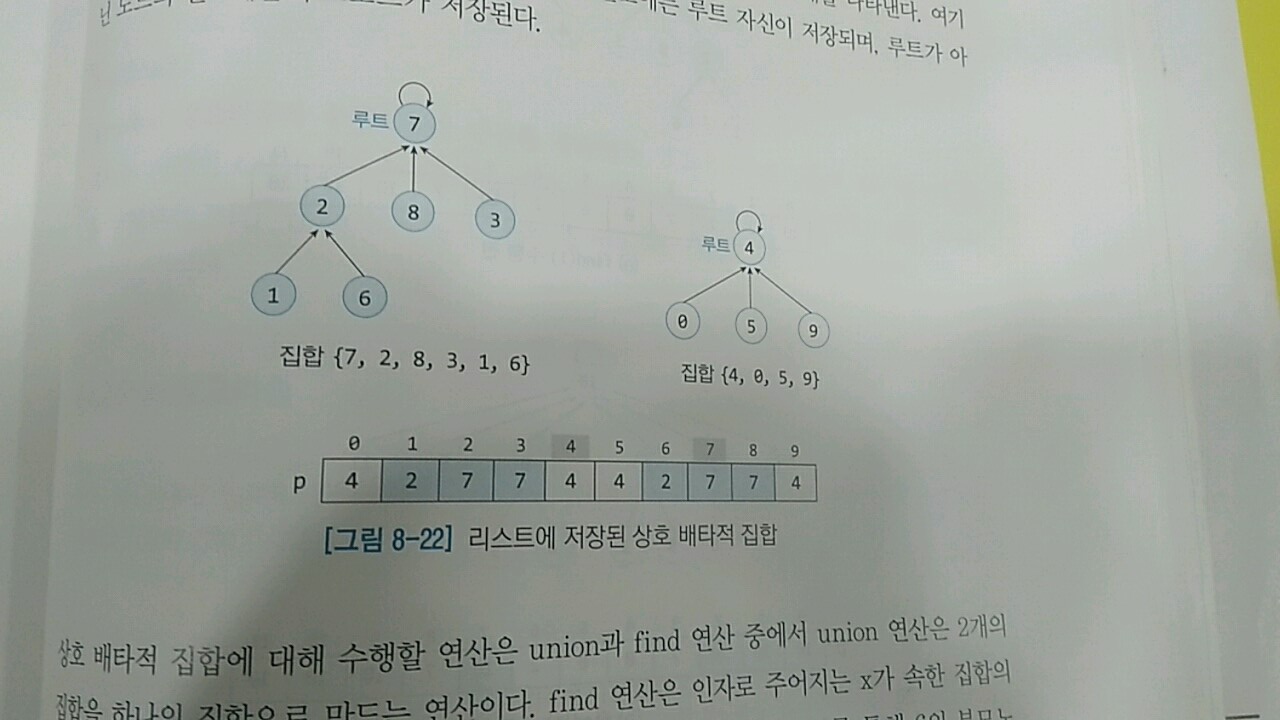 저장된다.
루트 자신이 저장되며, 루트가 아
나타낸다. 여기
루트 7
2 8 3
1 6
집합 {7, 2, 8, 3, 1, 6}
루트 4
0 5 9
집합 {4, 0, 5, 9}
0 1 2 3 4 5 6 7 8 9
p 4 2 7 7 4 4 2 7 7 4
[그림 8-22] 리스트에 저장된 상호 배타적 집합
상호 배타적 집합에 대해 수행할 연산은 union과 find 연산 중에서 union 연산은 2개의
집합을 하나의 집합으로 만드는 연산이다. find 연산은 인자로 주어지는 x가 속한 집합의